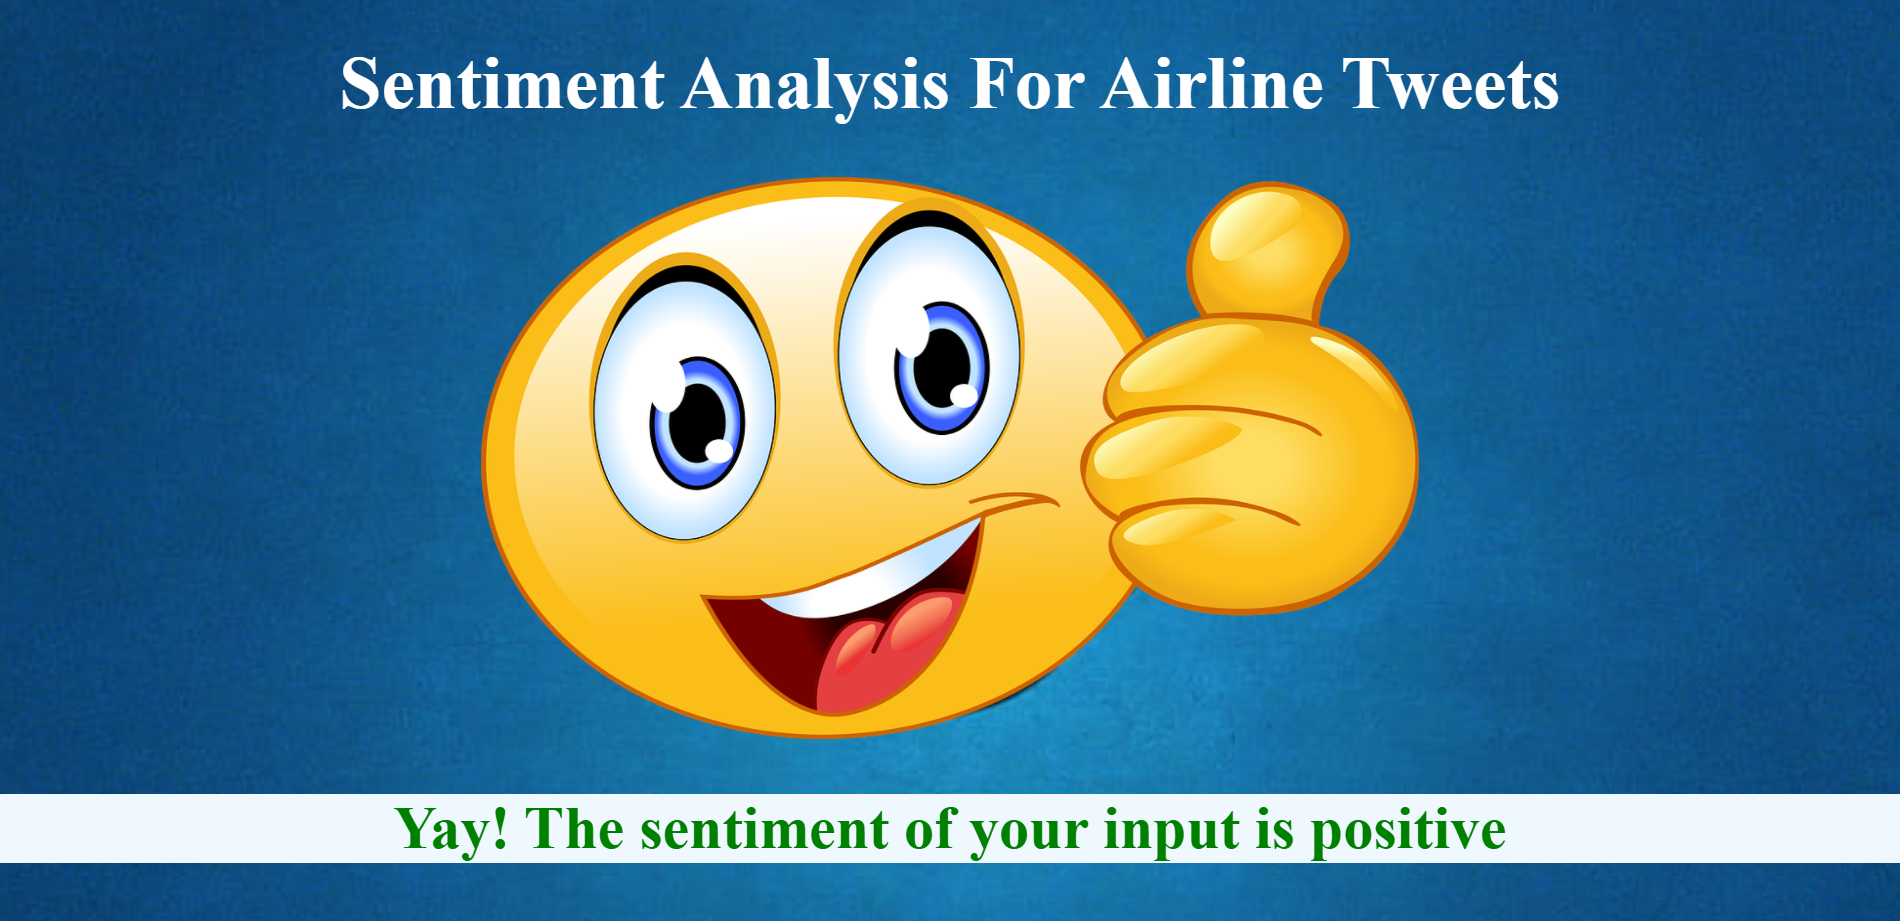 Sentiment Analysis For Airline Tweets
Yay! The sentiment of your input is positive